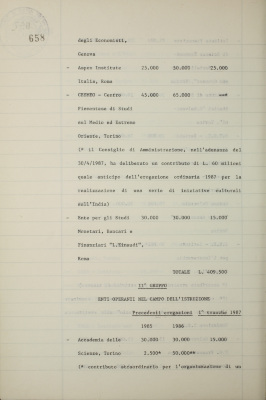 658
degli Economisti,
Genova
- Aspen Institute 25.000 30.000 25.000
Italia, Roma
- CESMEO - Centro 45.000 65.000 ***
Piemontese di Studi
sul Medio ed Estremo
Oriente, Torino
(* il Consiglio di Amministrazione, nell'adunanza del
30/4/1987, ha deliberato un contributo di L. 60 milioni
quale anticipo dell'erogazione ordinaria 1987 per la
realizzazione di una serie di iniziative culturali
sull'India)
- Ente per gli Studi 30.000 30.000 15.000
Monetari, Bancari e
Finanziari "L.Einaudi",
Roma
TOTALE L. 409.500
II° GRUPPO
ENTI OPERANTI NEL CAMPO DELL'ISTRUZIONE
Precedenti erogazioni 1^ tranche 1987
1985 1986
- Accademia delle 30.000 30.000 15.000
Scienze, Torino 2.500* 50.000**
(* contributo straordinario per l'organizzazione di un